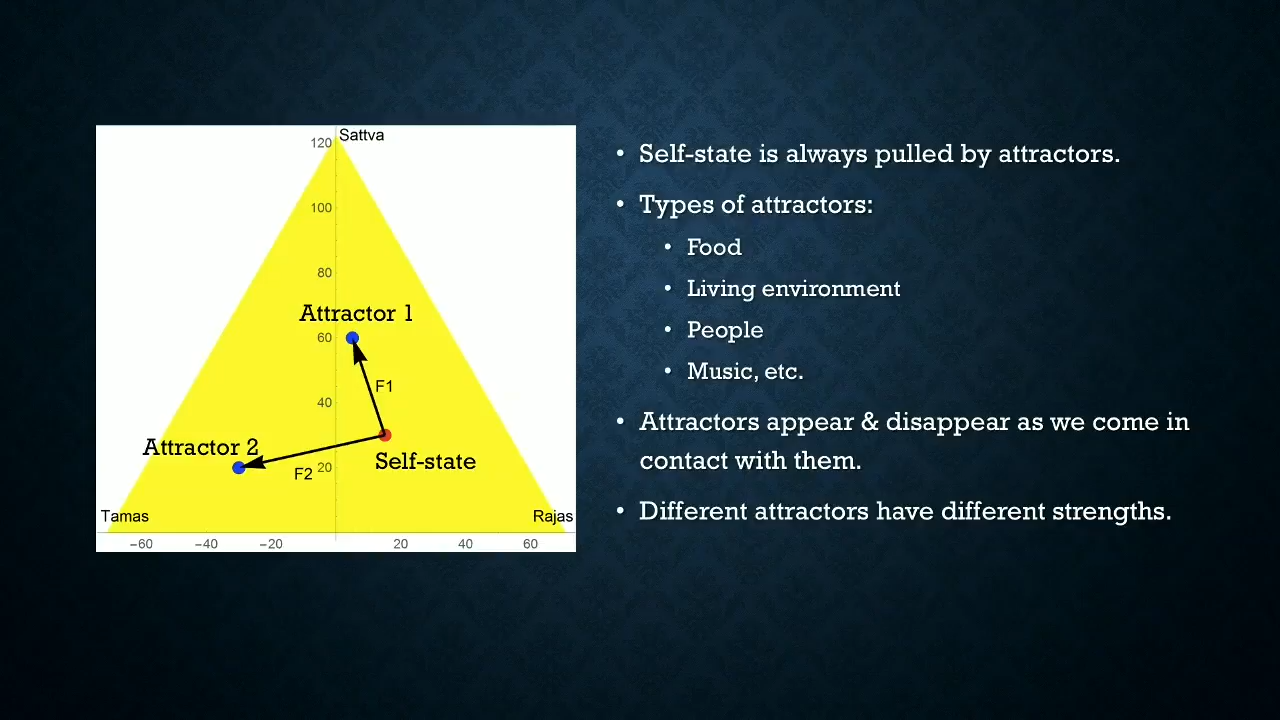 Sattva
120
100
80
Attractor 1
60
F1
40
Attractor 2
Self-state
F2
20
Tamas
Rajas
−60 −40 −20 20 40 60
• Self-state is always pulled by attractors.
• Types of attractors:
• Food
• Living environment
• People
• Music, etc.
• Attractors appear & disappear as we come in
contact with them.
• Different attractors have different strengths.